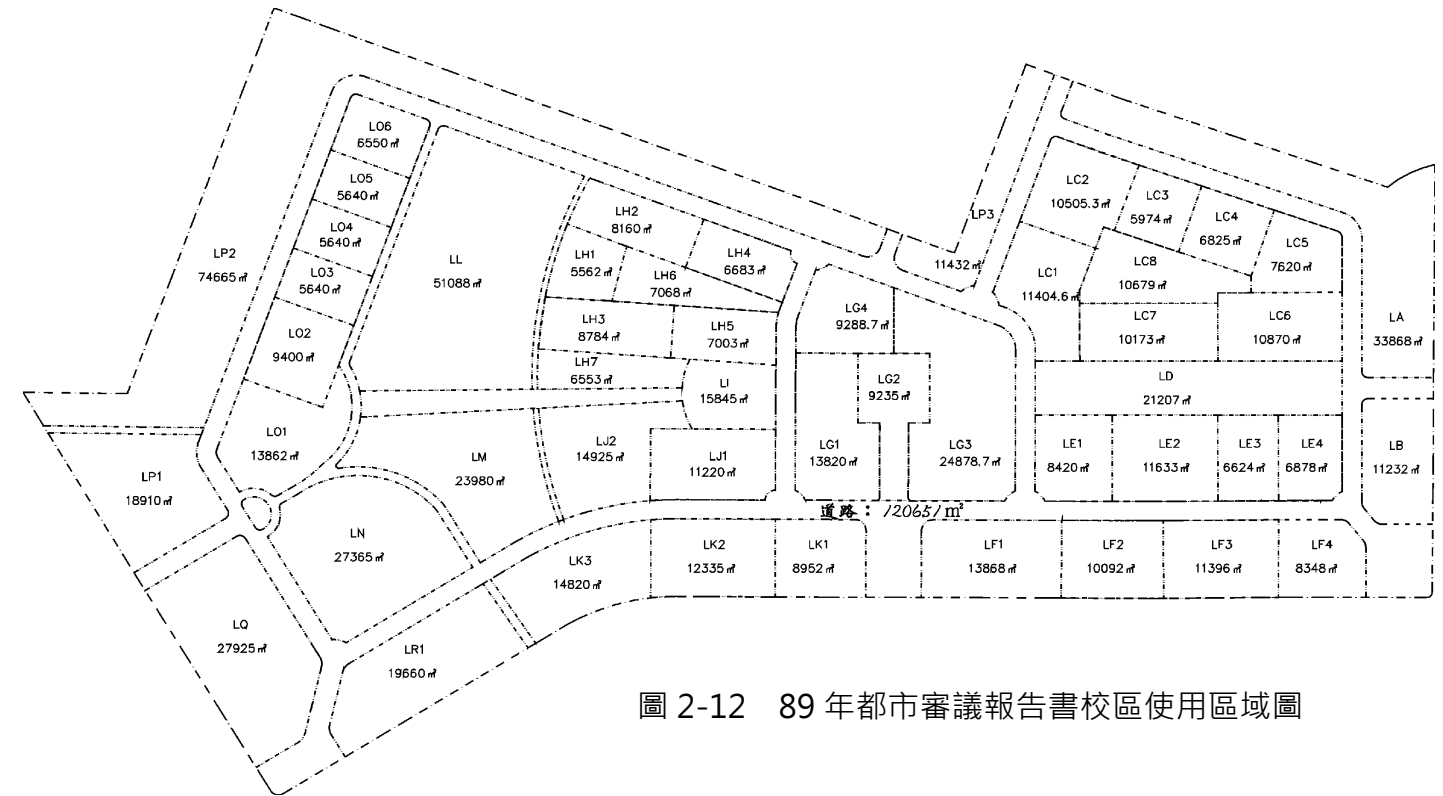 LO6
6550㎡
LO5
5640㎡
LO4
5640㎡
LO3
5640㎡
LO2
9400㎡
LO1
13862㎡
LP2
74665㎡
LP1
18910㎡
LL
51088㎡
LM
23980㎡
LN
27365㎡
LQ
27925㎡
LR1
19660㎡
LH2
8160㎡
LH4
6683㎡
LH1
5562㎡
LH6
7068㎡
LH3
8784㎡
LH5
7003㎡
LH7
6553㎡
LI
15845㎡
LJ2
14925㎡
LJ1
11220㎡
LK3
14820㎡
LK2
12335㎡
LK1
8952㎡
LG4
9288.7㎡
LG2
9235㎡
LG1
13820㎡
LG3
24878.7㎡
道路：120651㎡
LP3
11432㎡
LC2
10505.3㎡
LC3
5974㎡
LC4
6825㎡
LC5
7620㎡
LC1
11404.6㎡
LC8
10679㎡
LC7
10173㎡
LC6
10870㎡
LA
33868㎡
LD
21207㎡
LE1
8420㎡
LE2
11633㎡
LE3
6624㎡
LE4
6878㎡
LB
11232㎡
LF1
13868㎡
LF2
10092㎡
LF3
11396㎡
LF4
8348㎡
圖 2-12 89 年都市審議報告書校區使用區域圖